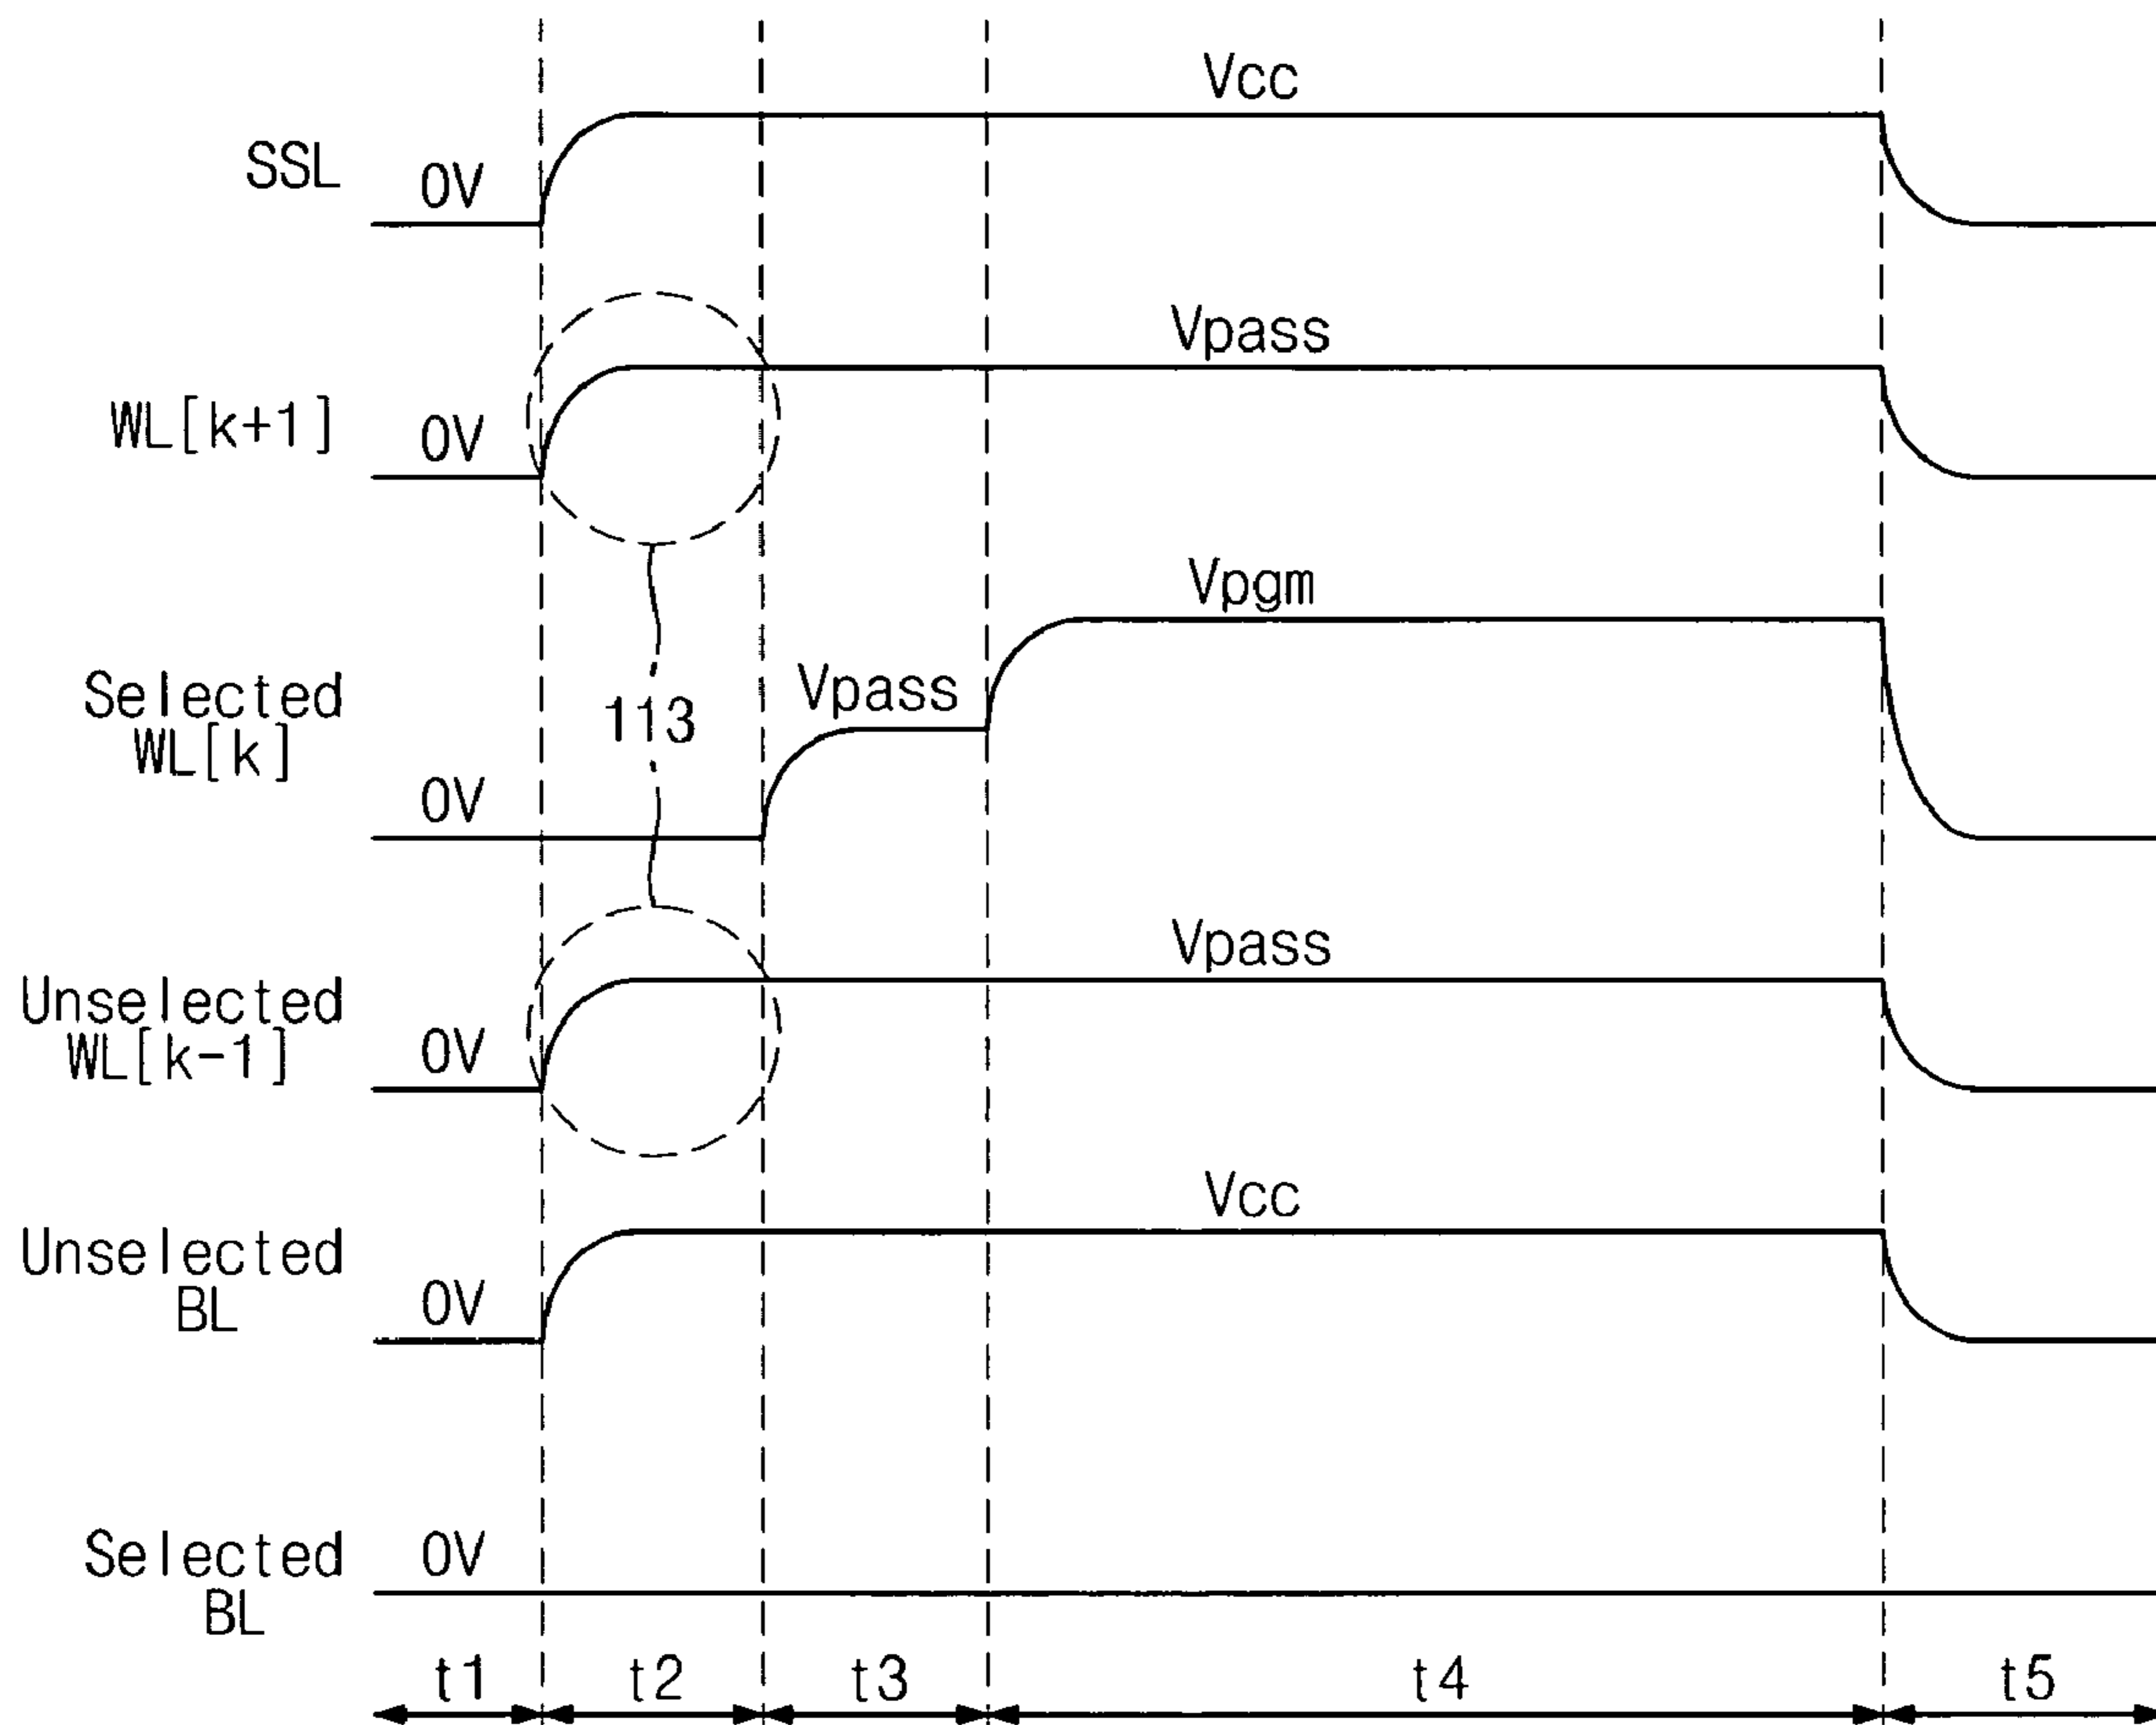 Vcc
SSL
0V
Vpass
WL[k+1]
0V
Vpgm
Selected
WL[k]
Vpass
0V
113
Vpass
Unselected
WL[k-1]
0V
Vcc
Unselected
BL
0V
Selected
BL
0V
t1
t2
t3
t4
t5